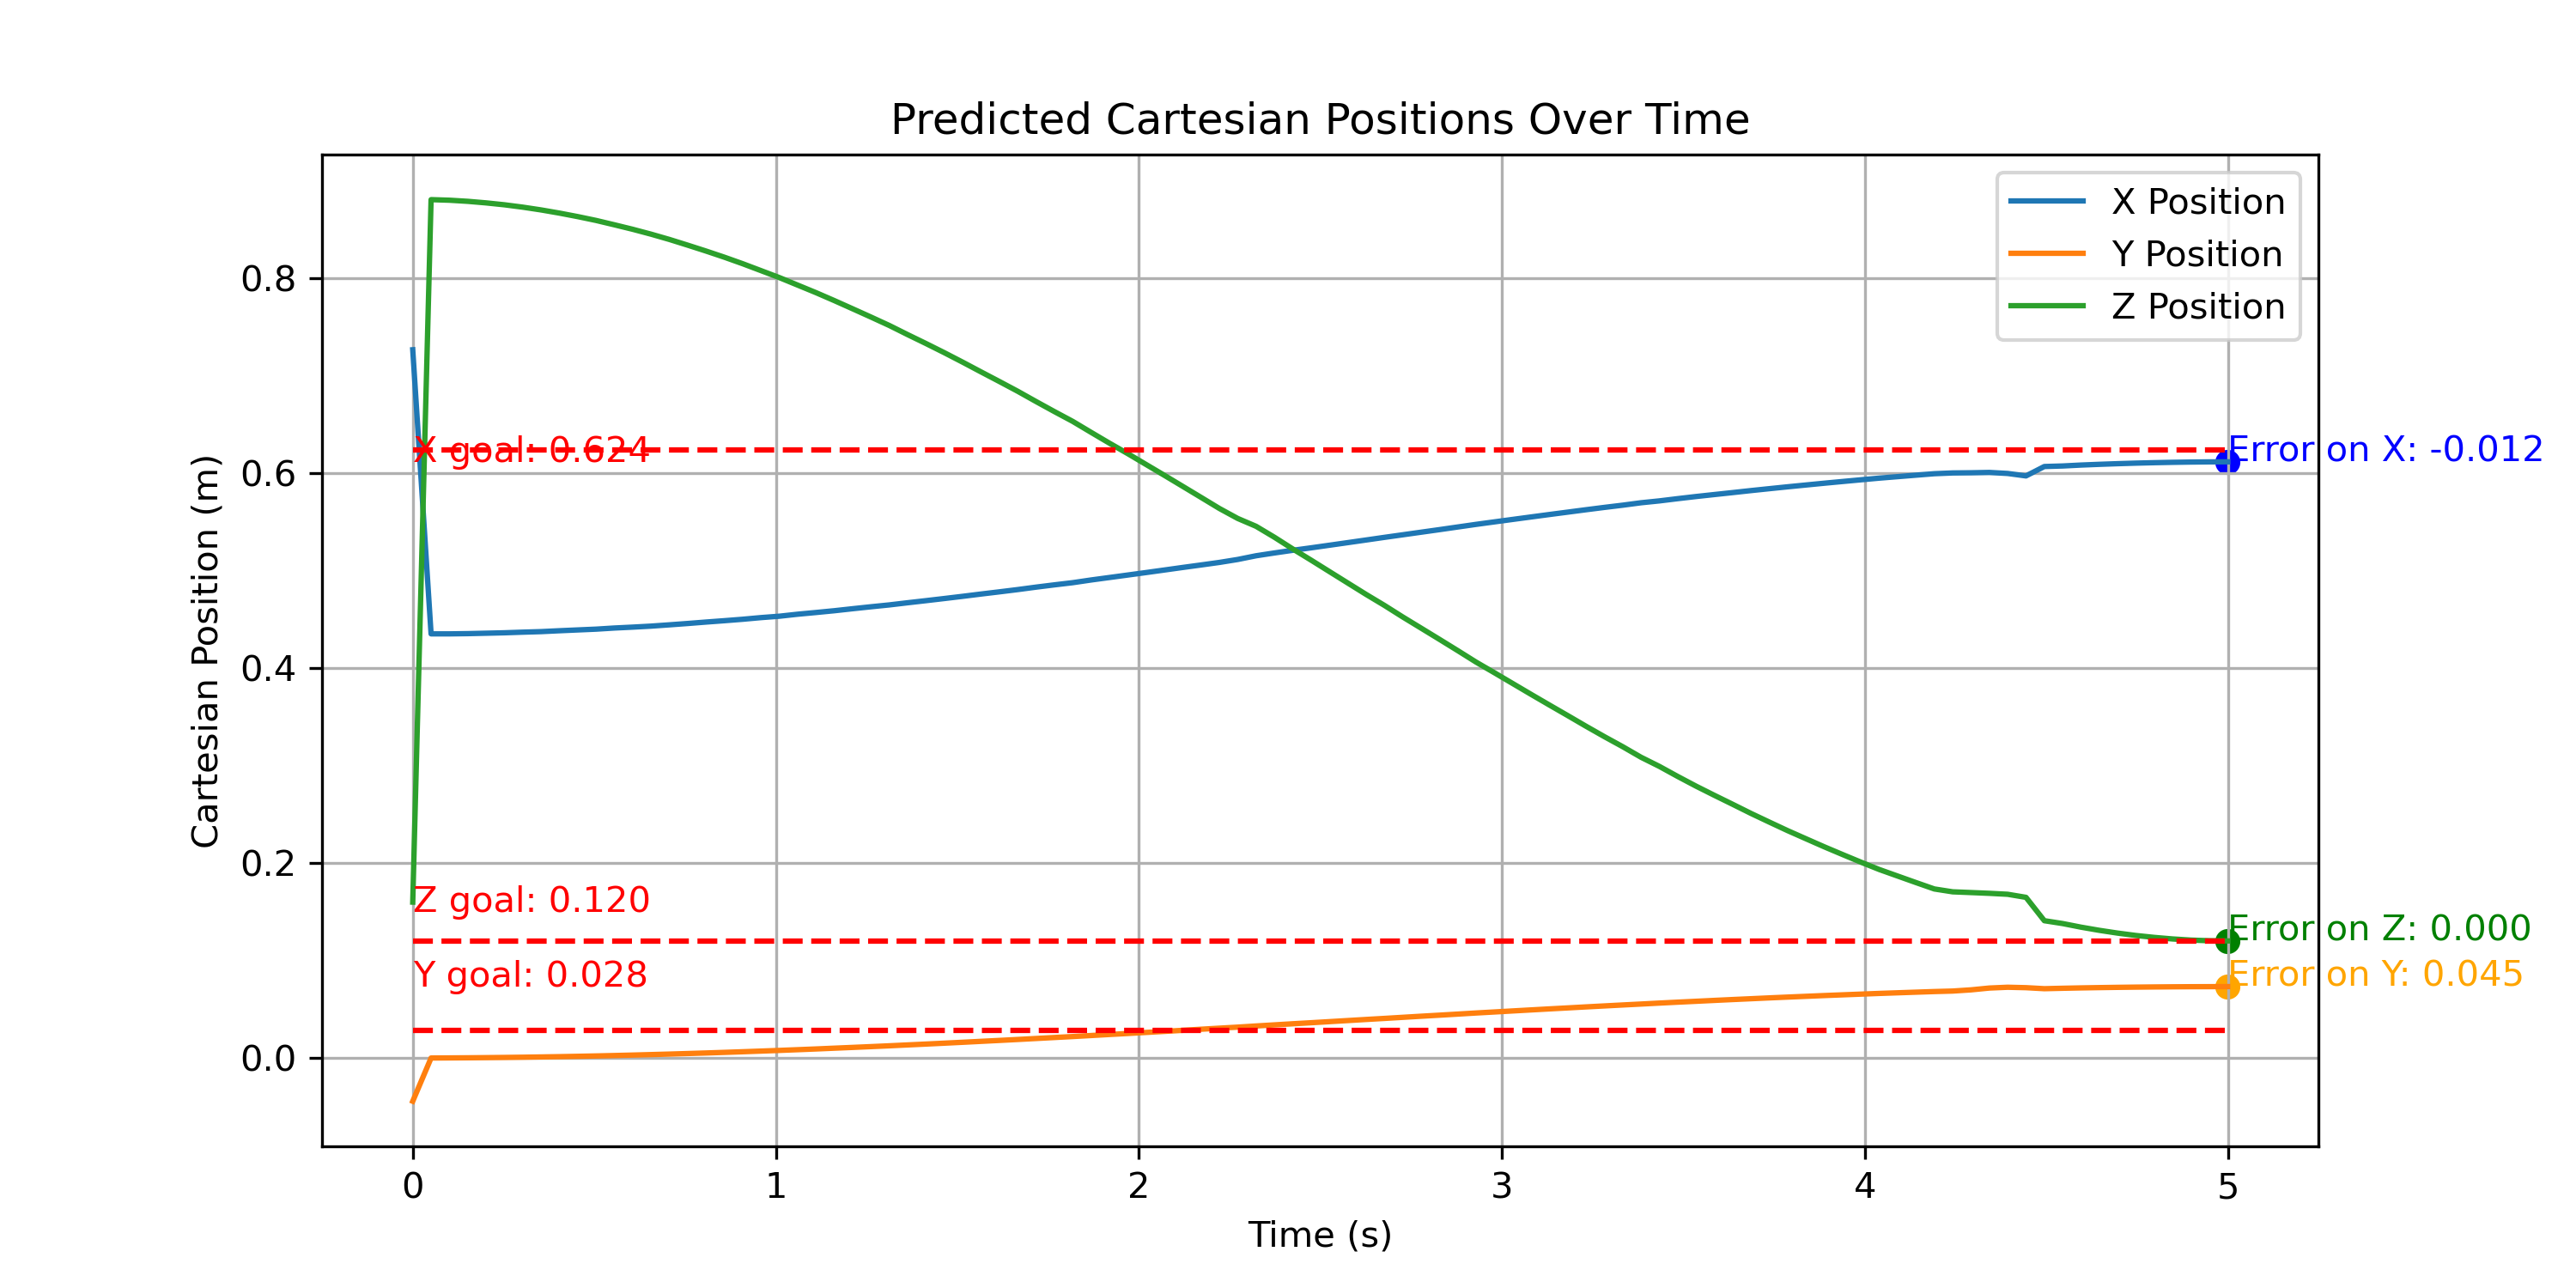 Predicted Cartesian Positions Over Time
X Position
Y Position
Z Position
Cartesian Position (m)
0.8
0.6
0.4
0.2
0.0
X goal: 0.624
Error on X: -0.012
Z goal: 0.120
Error on Z: 0.000
Y goal: 0.028
Error on Y: 0.045
0 1 2 3 4 5
Time (s)